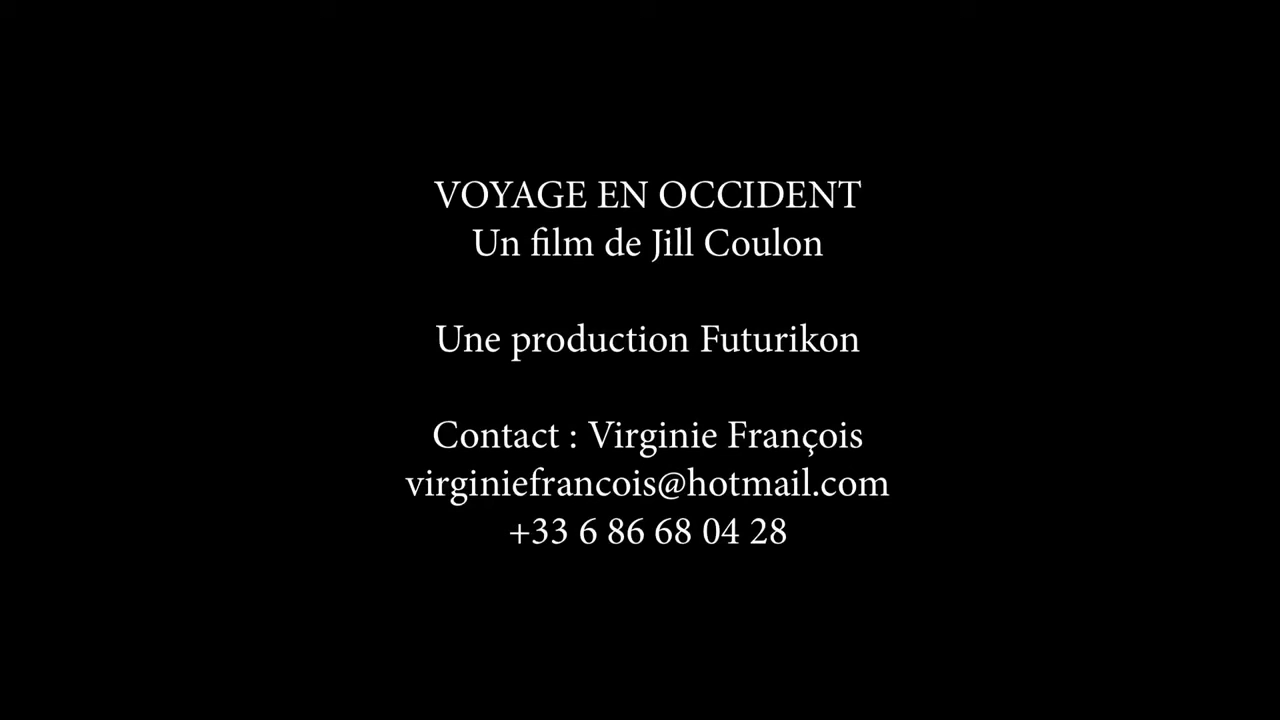 VOYAGE EN OCCIDENT
Un film de Jill Coulon
Une production Futurikon
Contact : Virginie François
virginiefrancois@hotmail.com
+33 6 86 68 04 28